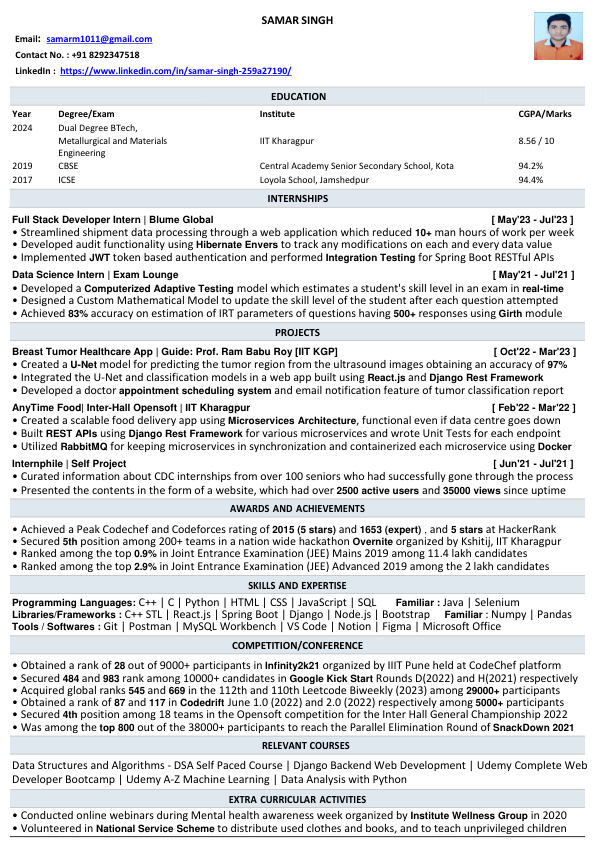 SAMAR SINGH
Email: samarm1011@gmail.com
Contact No. : +91 8292347518
LinkedIn : https://www.linkedin.com/in/samar-singh-259a27190/
EDUCATION
Year Degree/Exam Institute CGPA/Marks
2024 Dual Degree BTech,
Metallurgical and Materials IIT Kharagpur 8.56 / 10
Engineering
2019 CBSE Central Academy Senior Secondary School, Kota 94.2%
2017 ICSE Loyola School, Jamshedpur 94.4%
INTERNSHIPS
Full Stack Developer Intern | Blume Global [ May'23 - Jul'23 ]
• Streamlined shipment data processing through a web application which reduced 10+ man hours of work per week
• Developed audit functionality using Hibernate Envers to track any modifications on each and every data value
• Implemented JWT token based authentication and performed Integration Testing for Spring Boot RESTful APIs
Data Science Intern | Exam Lounge [ May'21 - Jul'21 ]
• Developed a Computerized Adaptive Testing model which estimates a student's skill level in an exam in real-time
• Designed a Custom Mathematical Model to update the skill level of the student after each question attempted
• Achieved 83% accuracy on estimation of IRT parameters of questions having 500+ responses using Girth module
PROJECTS
Breast Tumor Healthcare App | Guide: Prof. Ram Babu Roy [IIT KGP] [ Oct'22 - Mar'23 ]
• Created a U-Net model for predicting the tumor region from the ultrasound images obtaining an accuracy of 97%
• Integrated the U-Net and classification models in a web app built using React.js and Django Rest Framework
• Developed a doctor appointment scheduling system and email notification feature of tumor classification report
AnyTime Food| Inter-Hall Opensoft | IIT Kharagpur [ Feb'22 - Mar'22 ]
• Created a scalable food delivery app using Microservices Architecture, functional even if data centre goes down
• Built REST APIs using Django Rest Framework for various microservices and wrote Unit Tests for each endpoint
• Utilized RabbitMQ for keeping microservices in synchronization and containerized each microservice using Docker
Internphile | Self Project [ Jun'21 - Jul'21 ]
• Curated information about CDC internships from over 100 seniors who had successfully gone through the process
• Presented the contents in the form of a website, which had over 2500 active users and 35000 views since uptime
AWARDS AND ACHIEVEMENTS
• Achieved a Peak Codechef and Codeforces rating of 2015 (5 stars) and 1653 (expert) , and 5 stars at HackerRank
• Secured 5th position among 200+ teams in a nation wide hackathon Overnite organized by Kshitij, IIT Kharagpur
• Ranked among the top 0.9% in Joint Entrance Examination (JEE) Mains 2019 among 11.4 lakh candidates
• Ranked among the top 2.9% in Joint Entrance Examination (JEE) Advanced 2019 among the 2 lakh candidates
SKILLS AND EXPERTISE
Programming Languages: C++ | C | Python | HTML | CSS | JavaScript | SQL Familiar : Java | Selenium
Libraries/Frameworks : C++ STL | React.js | Spring Boot | Django | Node.js | Bootstrap Familiar : Numpy | Pandas
Tools / Softwares : Git | Postman | MySQL Workbench | VS Code | Notion | Figma | Microsoft Office
COMPETITION/CONFERENCE
• Obtained a rank of 28 out of 9000+ participants in Infinity2k21 organized by IIIT Pune held at CodeChef platform
• Secured 484 and 983 rank among 10000+ candidates in Google Kick Start Rounds D(2022) and H(2021) respectively
• Acquired global ranks 545 and 669 in the 112th and 110th Leetcode Biweekly (2023) among 29000+ participants
• Obtained a rank of 87 and 117 in Codedrift June 1.0 (2022) and 2.0 (2022) respectively among 5000+ participants
• Secured 4th position among 18 teams in the Opensoft competition for the Inter Hall General Championship 2022
• Was among the top 800 out of the 38000+ participants to reach the Parallel Elimination Round of SnackDown 2021
RELEVANT COURSES
Data Structures and Algorithms - DSA Self Paced Course | Django Backend Web Development | Udemy Complete Web
Developer Bootcamp | Udemy A-Z Machine Learning | Data Analysis with Python
EXTRA CURRICULAR ACTIVITIES
• Conducted online webinars during Mental health awareness week organized by Institute Wellness Group in 2020
• Volunteered in National Service Scheme to distribute used clothes and books, and to teach unprivileged children